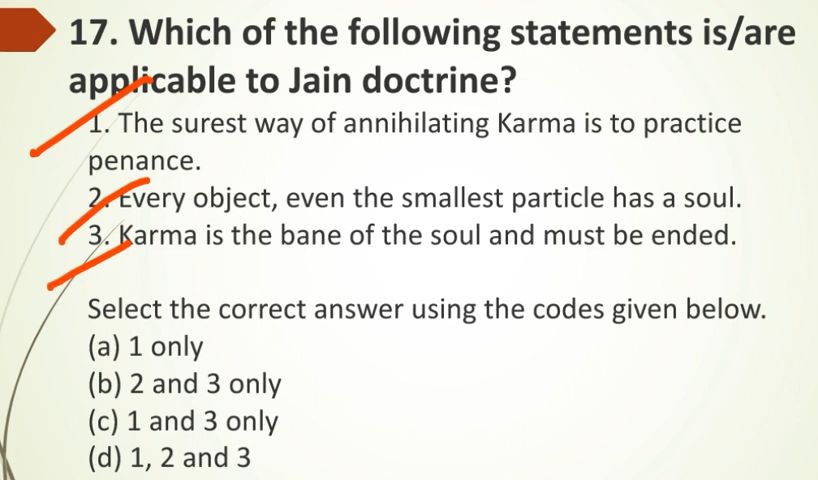 17. Which of the following statements is/are
applicable to Jain doctrine?
1. The surest way of annihilating Karma is to practice
penance.
2. Every object, even the smallest particle has a soul.
3. Karma is the bane of the soul and must be ended.
Select the correct answer using the codes given below.
(a) 1 only
(b) 2 and 3 only
(c) 1 and 3 only
(d) 1, 2 and 3